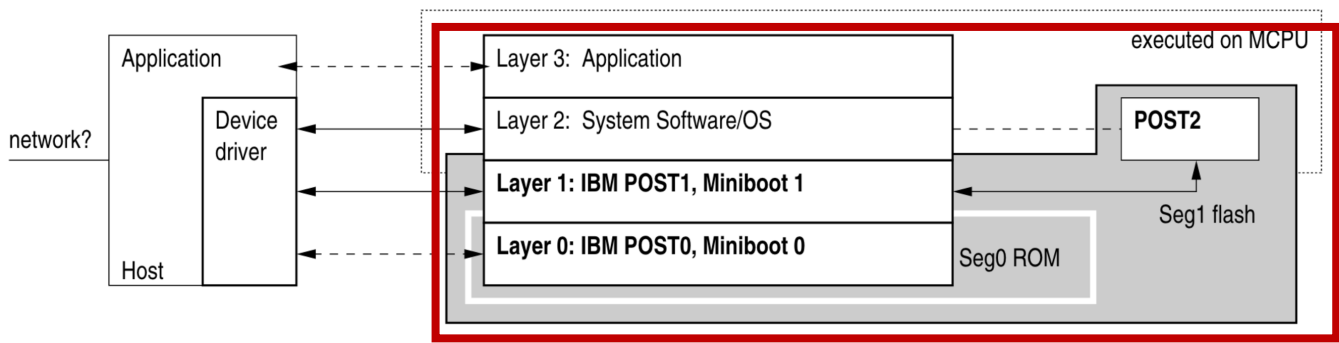 executed on MCPU
Application
Layer 3: Application
Device
driver
Layer 2: System Software/OS
POST2
network?
Layer 1: IBM POST1, Miniboot 1
Seg1 flash
Layer 0: IBM POST0, Miniboot 0
Seg0 ROM
Host